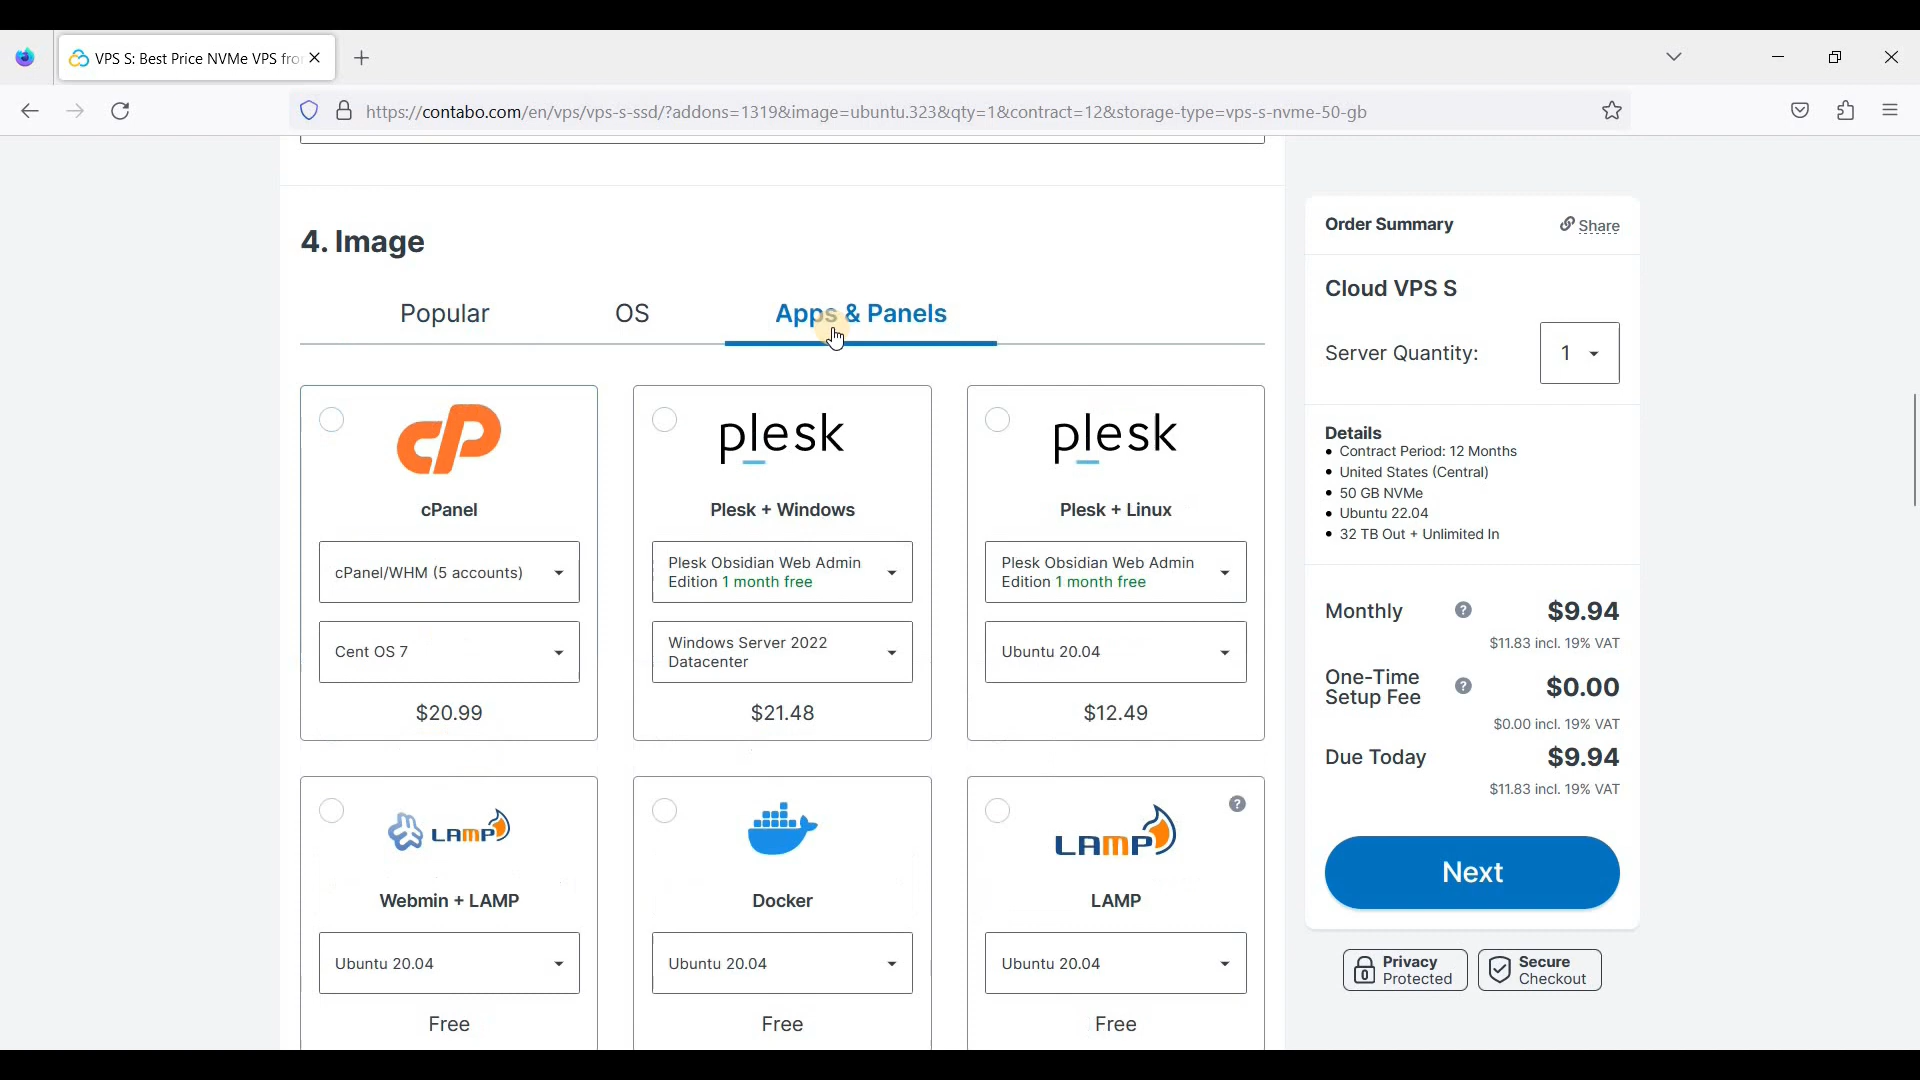 VPS S: Best Price NVMe VPS fro
https://contabo.com/en/vps/vps-s-ssd/?addons=1319&image=ubuntu.323&qty=1&contract=12&storage-type=vps-s-nvme-50-gb
4. Image
Popular
OS
Apps & Panels
cP
cPanel
cPanel/WHM (5 accounts)
Cent OS 7
$20.99
plesk
Plesk + Windows
Plesk Obsidian Web Admin
Edition 1 month free
Windows Server 2022
Datacenter
$21.48
plesk
Plesk + Linux
Plesk Obsidian Web Admin
Edition 1 month free
Ubuntu 20.04
$12.49
LAMP
Webmin + LAMP
Ubuntu 20.04
Free
Docker
Ubuntu 20.04
Free
?
LAMP
LAMP
Ubuntu 20.04
Free
Order Summary
Share
Cloud VPS S
Server Quantity:
1
Details
• Contract Period: 12 Months
• United States (Central)
• 50 GB NVMe
• Ubuntu 22.04
• 32 TB Out + Unlimited In
Monthly ? $9.94
$11.83 incl. 19% VAT
One-Time
Setup Fee ? $0.00
$0.00 incl. 19% VAT
Due Today $9.94
$11.83 incl. 19% VAT
Next
Privacy
Protected
Secure
Checkout